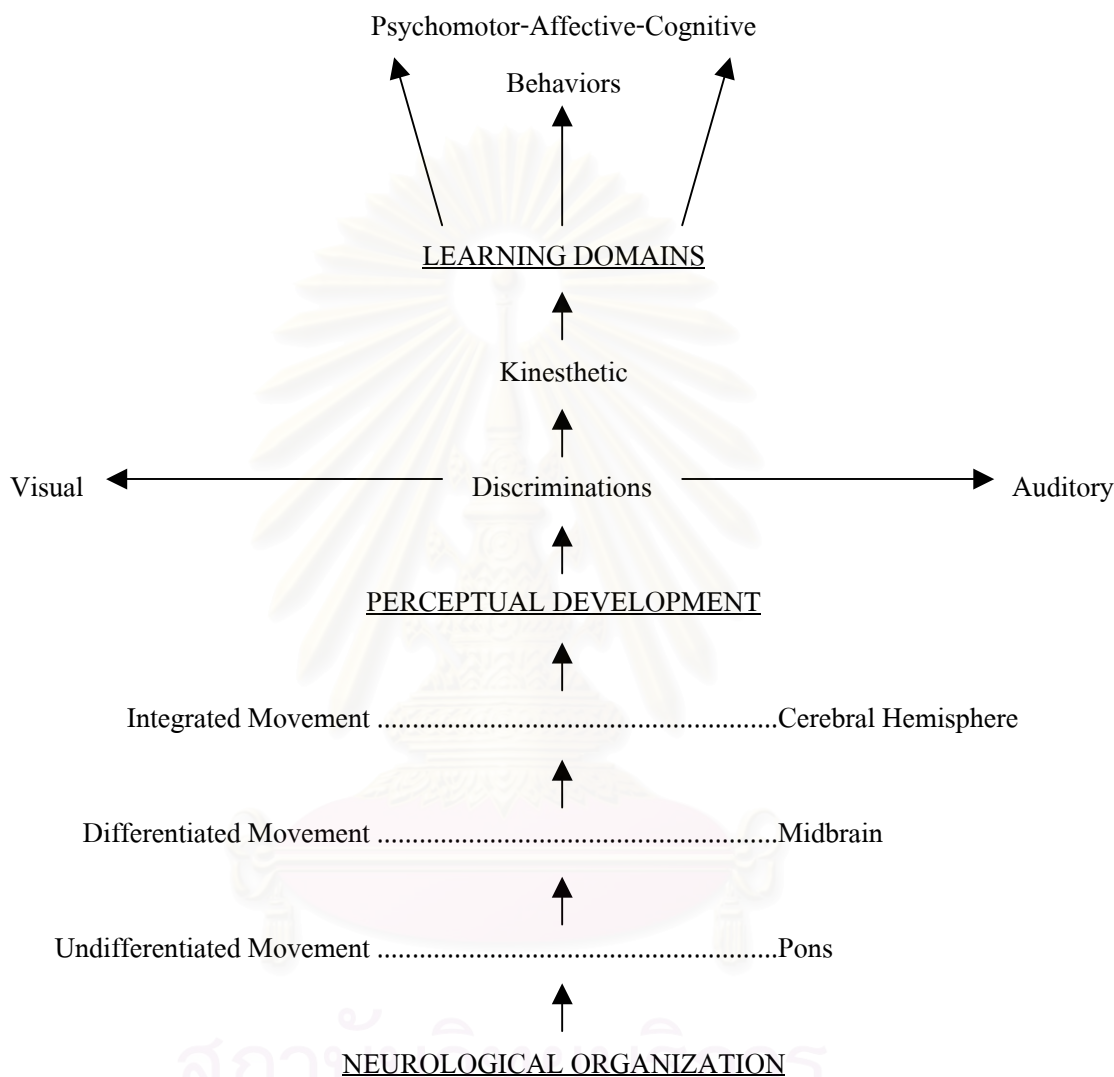 Psychomotor-Affective-Cognitive
Behaviors
LEARNING DOMAINS
Kinesthetic
Visual Discriminations Auditory
PERCEPTUAL DEVELOPMENT
Integrated Movement ..........................................................Cerebral Hemisphere
Differentiated Movement ..........................................................Midbrain
Undifferentiated Movement ..........................................................Pons
NEUROLOGICAL ORGANIZATION